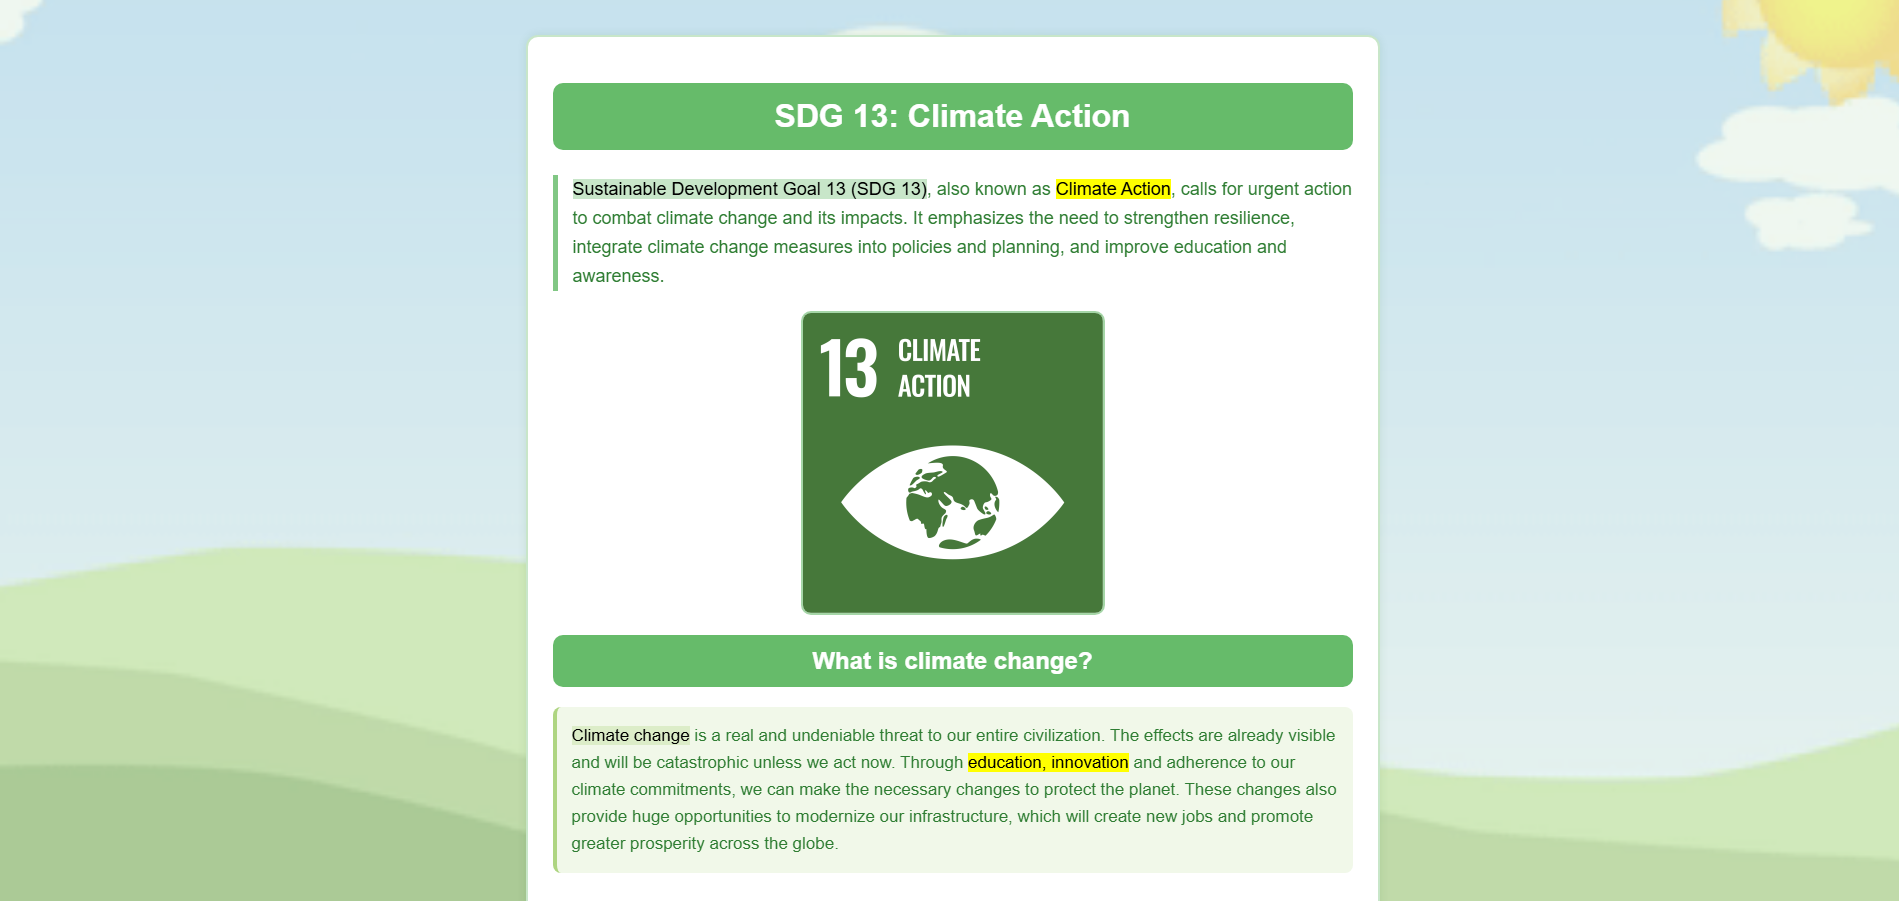 SDG 13: Climate Action
Sustainable Development Goal 13 (SDG 13), also known as Climate Action, calls for urgent action
to combat climate change and its impacts. It emphasizes the need to strengthen resilience,
integrate climate change measures into policies and planning, and improve education and
awareness.
13 CLIMATE
ACTION
What is climate change?
Climate change is a real and undeniable threat to our entire civilization. The effects are already visible
and will be catastrophic unless we act now. Through education, innovation and adherence to our
climate commitments, we can make the necessary changes to protect the planet. These changes also
provide huge opportunities to modernize our infrastructure, which will create new jobs and promote
greater prosperity across the globe.